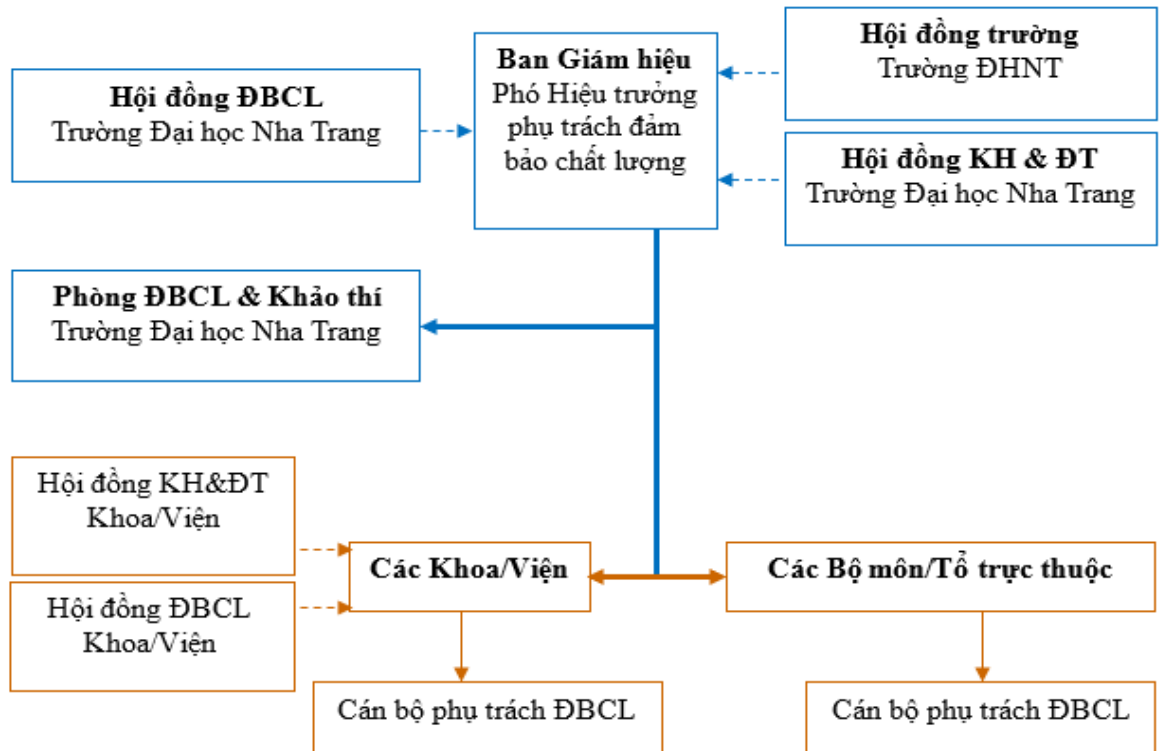 Ban Giám hiệu
Phó Hiệu trưởng
phụ trách đảm
bảo chất lượng
Hội đồng trường
Trường ĐHNT
Hội đồng ĐBCL
Trường Đại học Nha Trang
Hội đồng KH & ĐT
Trường Đại học Nha Trang
Phòng ĐBCL & Khảo thí
Trường Đại học Nha Trang
Hội đồng KH&ĐT
Khoa/Viện
Hội đồng ĐBCL
Khoa/Viện
Các Khoa/Viện
Các Bộ môn/Tổ trực thuộc
Cán bộ phụ trách ĐBCL
Cán bộ phụ trách ĐBCL